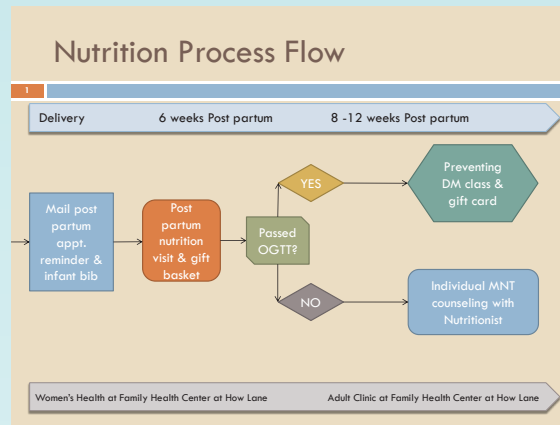 Nutrition Process Flow
1
Delivery
6 weeks Post partum
8 -12 weeks Post partum
Mail post
partum
appt.
reminder &
infant bib
Post
partum
nutrition
visit & gift
basket
Passed
OGTT?
YES
NO
Preventing
DM class &
gift card
Individual MNT
counseling with
Nutritionist
Women's Health at Family Health Center at How Lane
Adult Clinic at Family Health Center at How Lane